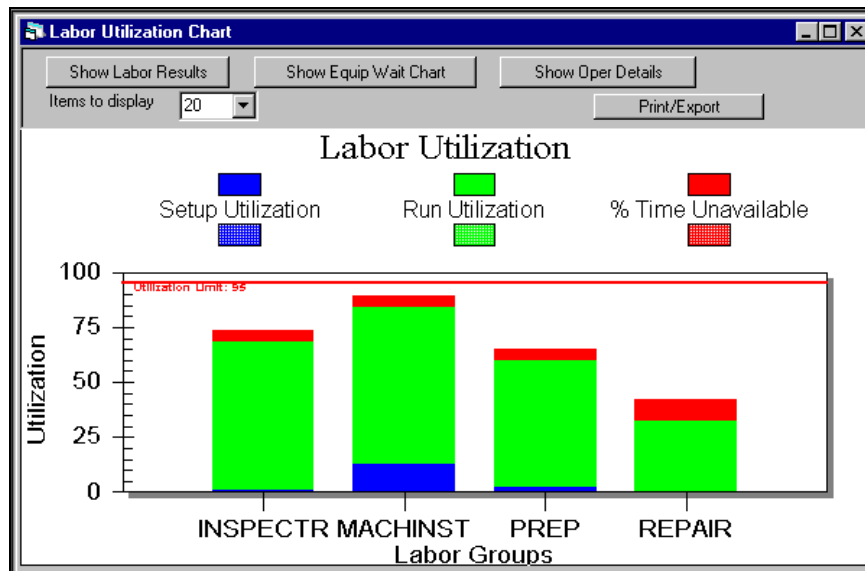 Labor Utilization Chart
Show Labor Results Show Equip Wait Chart Show Oper Details
Items to display 20 Print/Export
Labor Utilization
Setup Utilization Run Utilization % Time Unavailable
100
Utilization Limit: 95
75
50
25
0
Utilization
INSPECTR MACHINST PREP REPAIR
Labor Groups